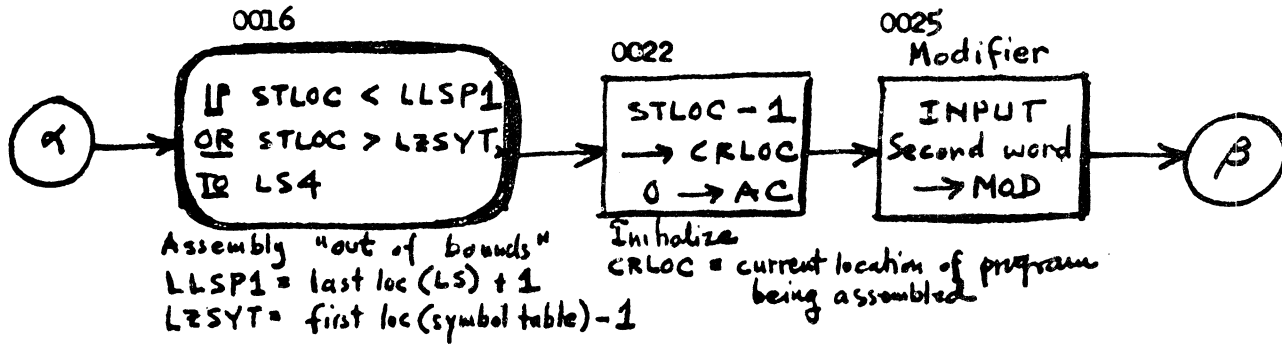 0016
α
IF STLOC < LLSP1
OR STLOC > LZSYT,
TO LS4
Assembly "out of bounds"
LLSP1 = last loc (LS) + 1
LZSYT = first loc (symbol table) - 1
0022
STLOC - 1
→ CRLOC
0 → AC
Initialize
CRLOC = current location of program
being assembled
0025
Modifier
INPUT
Second word
→ MOD
β